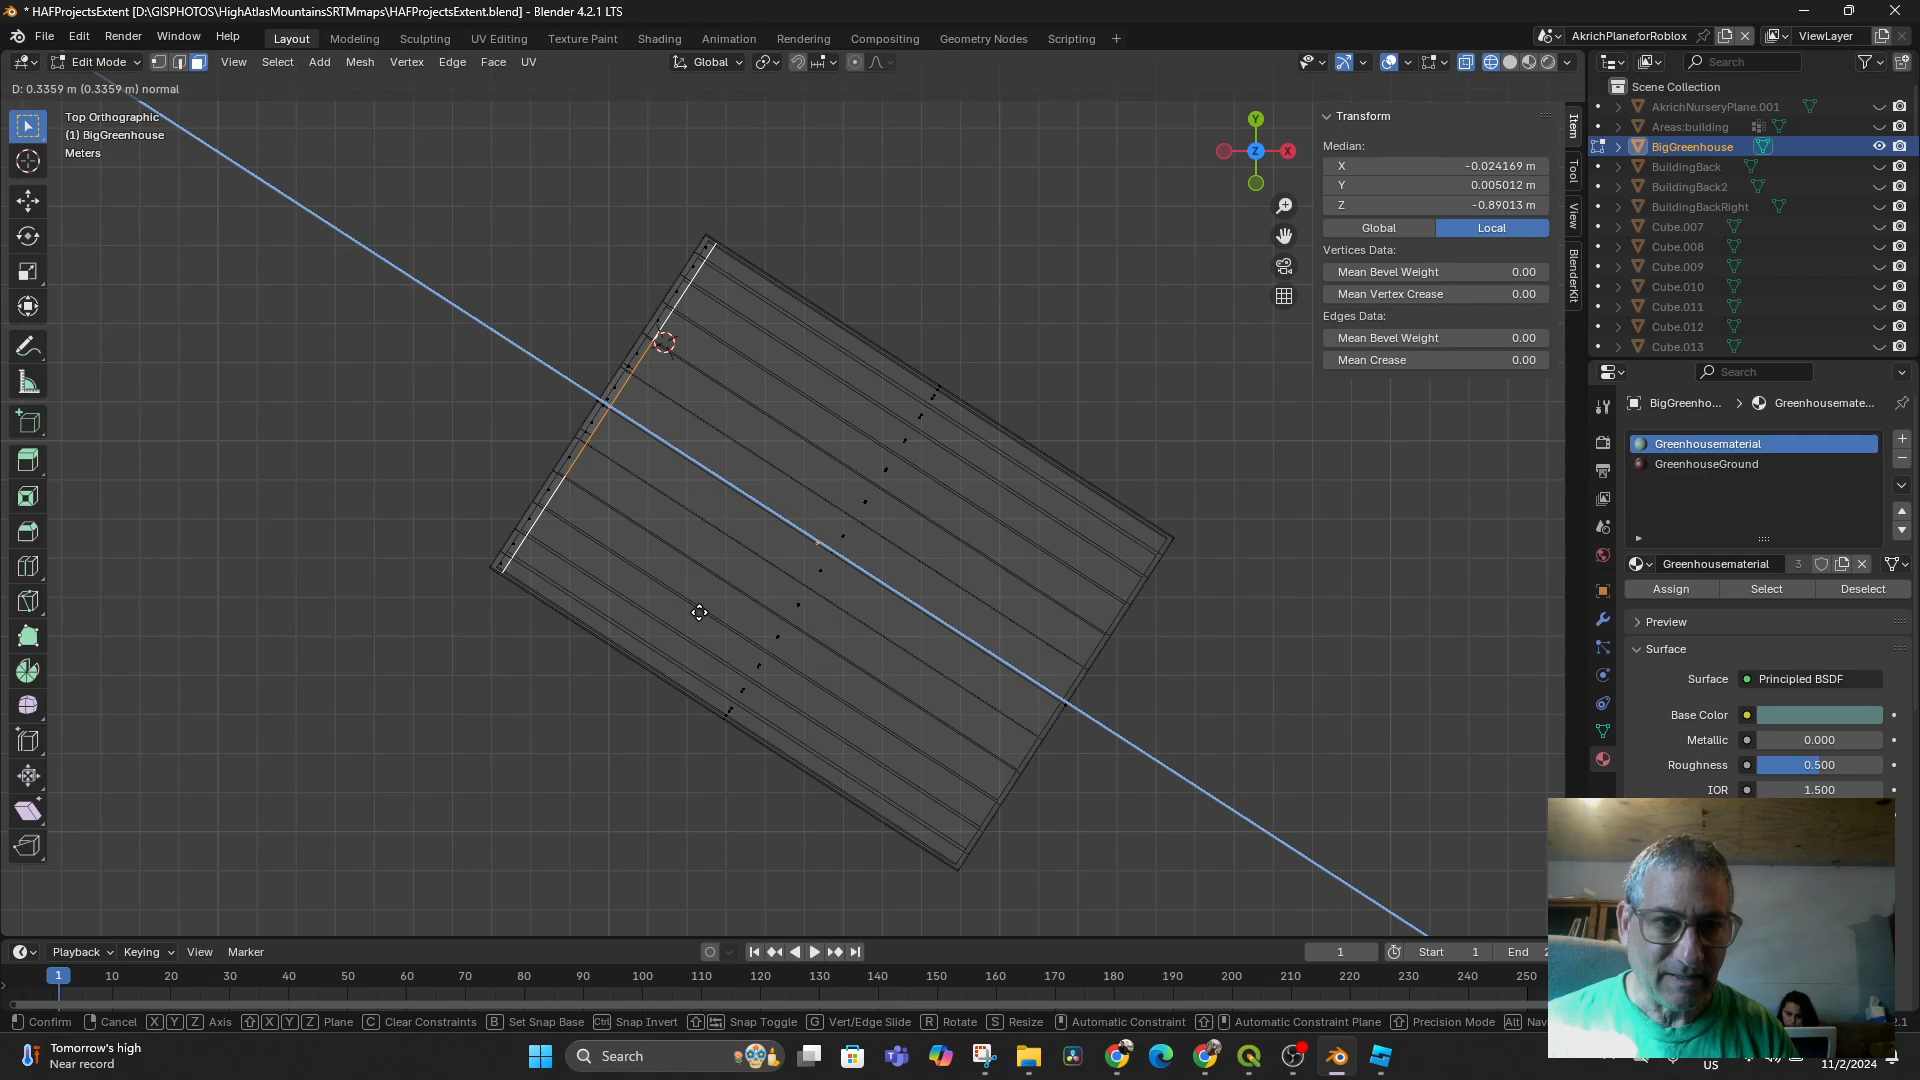 * HAFProjectsExtent [D:\GISPHOTOS\HighAtlasMountainsSRTMmaps\HAFProjectsExtent.blend] - Blender 4.2.1 LTS
File Edit Render Window Help Layout Modeling Sculpting UV Editing Texture Paint Shading Animation Rendering Compositing Geometry Nodes Scripting + AkrichPlaneforRoblox ViewLayer
Edit Mode View Select Add Mesh Vertex Edge Face UV Global Search
D: 0.3359 m (0.3359 m) normal
Top Orthographic
(1) BigGreenhouse
Meters
Y
Z
X
Transform
Median:
X -0.024169 m
Y 0.005012 m
Z -0.89013 m
Global Local
Vertices Data:
Mean Bevel Weight 0.00
Mean Vertex Crease 0.00
Edges Data:
Mean Bevel Weight 0.00
Mean Crease 0.00
Item
Tool
View
BlenderKit
Scene Collection
AkrichNurseryPlane.001
Areas:building
BigGreenhouse
BuildingBack
BuildingBack2
BuildingBackRight
Cube.007
Cube.008
Cube.009
Cube.010
Cube.011
Cube.012
Cube.013
Search
BigGreenho... > Greenhousemate...
Greenhousematerial
GreenhouseGround
Greenhousematerial 3
Assign Select Deselect
Preview
Surface
Surface Principled BSDF
Base Color
Metallic 0.000
Roughness 0.500
IOR 1.500
Playback Keying View Marker 1 Start 1 End 2
1 10 20 30 40 50 60 70 80 90 100 110 120 130 140 150 160 170 180 190 200 210 220 230 240 250
Confirm Cancel X Y Z Axis X Y Z Plane C Clear Constraints B Set Snap Base Ctrl Snap Invert Snap Toggle G Vert/Edge Slide R Rotate S Resize Automatic Constraint Automatic Constraint Plane Precision Mode Alt Nav 2.1
Tomorrow's high
Near record
Search
US
11/2/2024